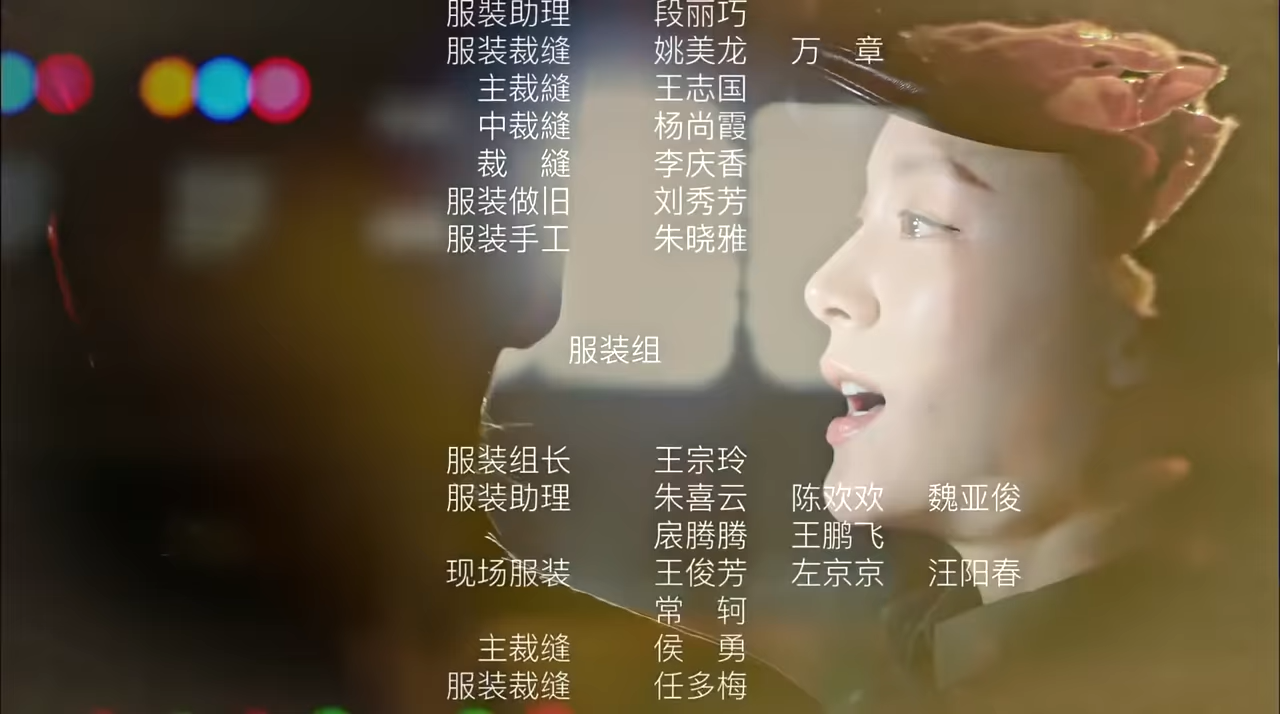 服装助理 段丽巧
服装裁缝 姚美龙 万 章
主裁縫 王志国
中裁縫 杨尚霞
裁 縫 李庆香
服装做旧 刘秀芳
服装手工 朱晓雅
服装组
服装组长 王宗玲
服装助理 朱喜云 陈欢欢 魏亚俊
扆腾腾 王鹏飞
现场服装 王俊芳 左京京 汪阳春
常 轲
主裁缝 侯 勇
服装裁缝 任多梅